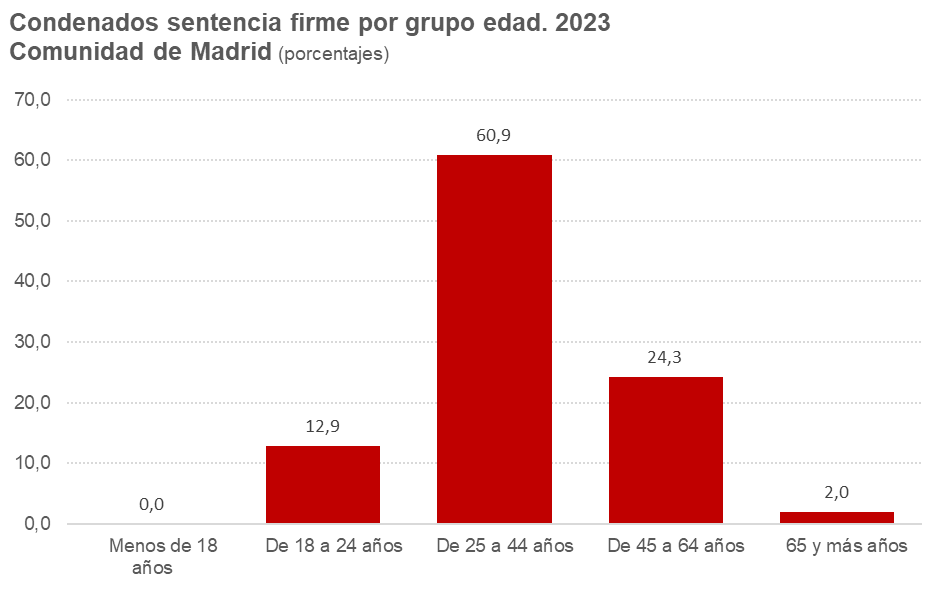 Condenados sentencia firme por grupo edad. 2023
Comunidad de Madrid (porcentajes)
70,0
60,0
50,0
40,0
30,0
20,0
10,0
0,0
0,0
12,9
60,9
24,3
2,0
Menos de 18
años
De 18 a 24 años
De 25 a 44 años
De 45 a 64 años
65 y más años